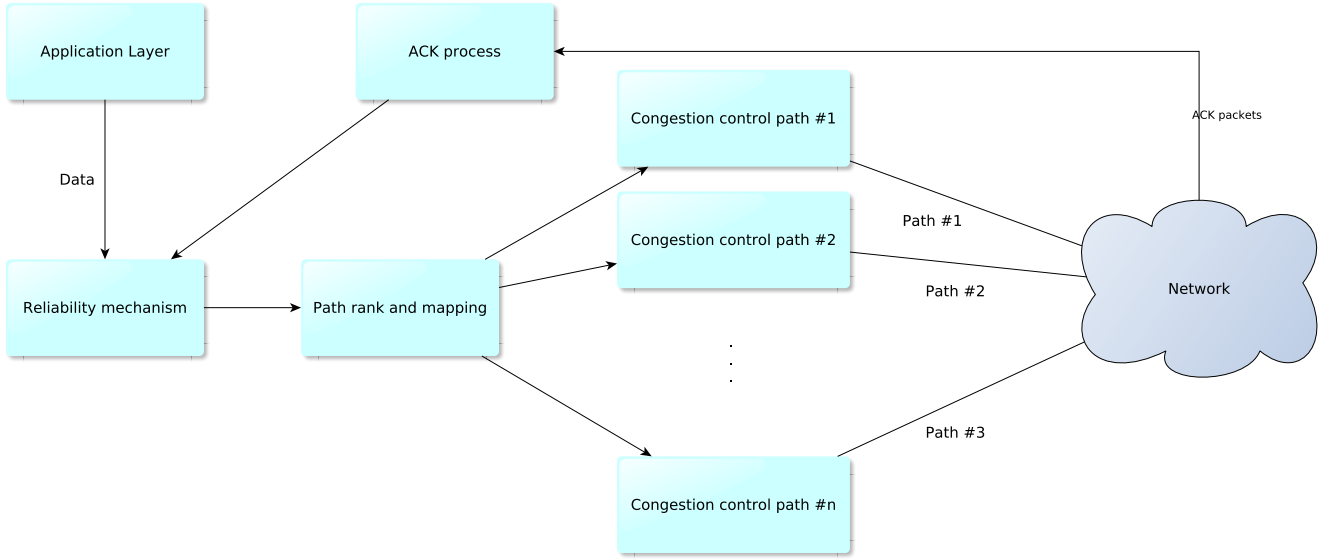 Application Layer
ACK process
Congestion control path #1
ACK packets
Data
Path #1
Congestion control path #2
Path #2
Network
Reliability mechanism
Path rank and mapping
.
.
.
Path #3
Congestion control path #n